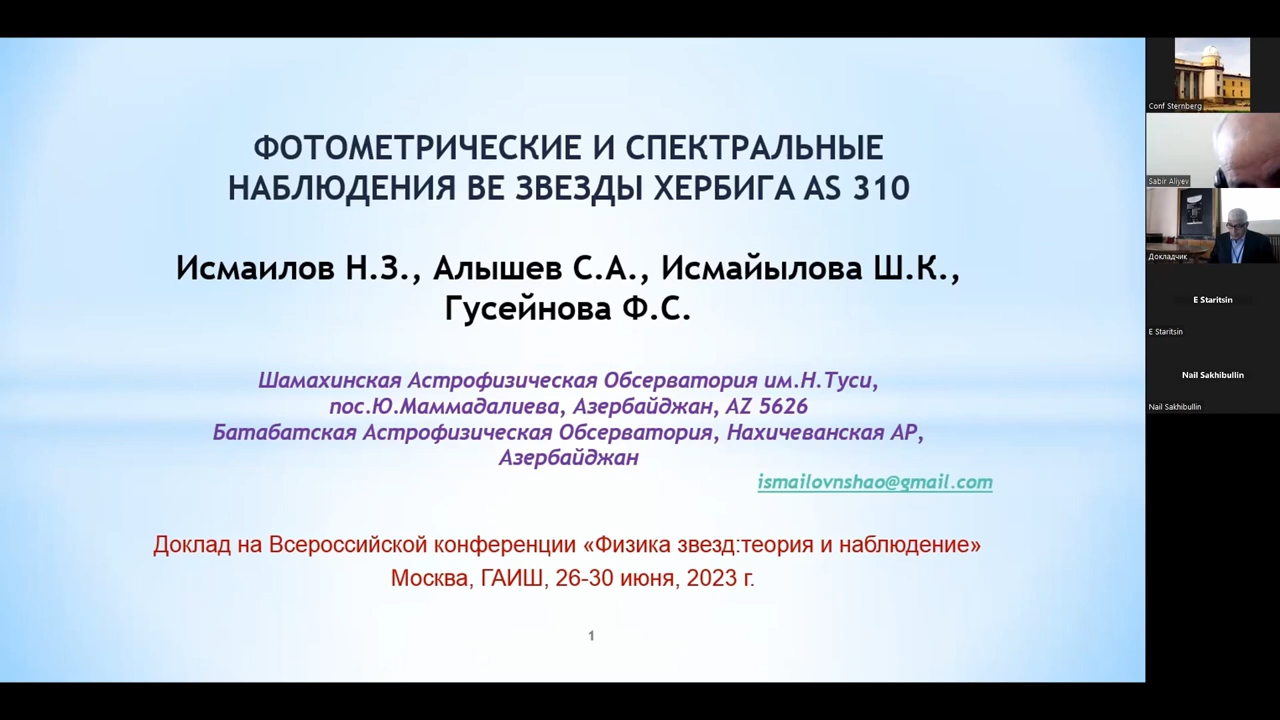 ФОТОМЕТРИЧЕСКИЕ И СПЕКТРАЛЬНЫЕ
НАБЛЮДЕНИЯ BE ЗВЕЗДЫ ХЕРБИГА AS 310
Исмаилов Н.З., Алышев С.А., Исмайылова Ш.К.,
Гусейнова Ф.С.
Шамахинская Астрофизическая Обсерватория им.Н.Туси,
пос.Ю.Маммадалиева, Азербайджан, AZ 5626
Батабатская Астрофизическая Обсерватория, Нахичеванская АР,
Азербайджан
ismailovnshao@gmail.com
Доклад на Всероссийской конференции «Физика звезд:теория и наблюдение»
Москва, ГАИШ, 26-30 июня, 2023 г.
1
Conf Sternberg
Sabir Aliyev
Докладчик
E Staritsin
E Staritsin
Nail Sakhibullin
Nail Sakhibullin